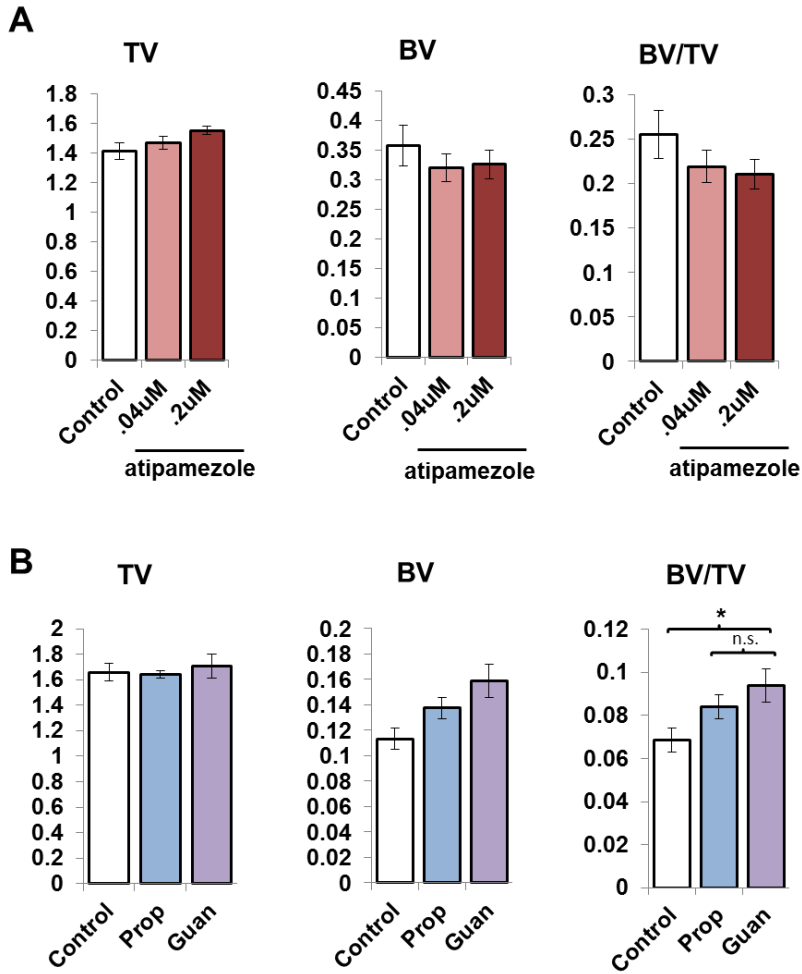 A
TV
BV
BV/TV
1.8
1.6
1.4
1.2
1
0.8
0.6
0.4
0.2
0
Control
.04uM
.2uM
atipamezole
0.45
0.4
0.35
0.3
0.25
0.2
0.15
0.1
0.05
0
Control
.04uM
.2uM
atipamezole
0.3
0.25
0.2
0.15
0.1
0.05
0
Control
.04uM
.2uM
atipamezole
B
TV
BV
BV/TV
2
1.8
1.6
1.4
1.2
1
0.8
0.6
0.4
0.2
0
Control
Prop
Guan
0.2
0.18
0.16
0.14
0.12
0.1
0.08
0.06
0.04
0.02
0
Control
Prop
Guan
*
n.s.
0.12
0.1
0.08
0.06
0.04
0.02
0
Control
Prop
Guan